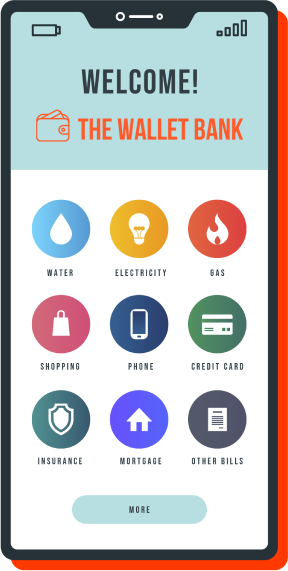 WELCOME!
THE WALLET BANK
WATER
ELECTRICITY
GAS
SHOPPING
PHONE
CREDIT CARD
INSURANCE
MORTGAGE
OTHER BILLS
MORE